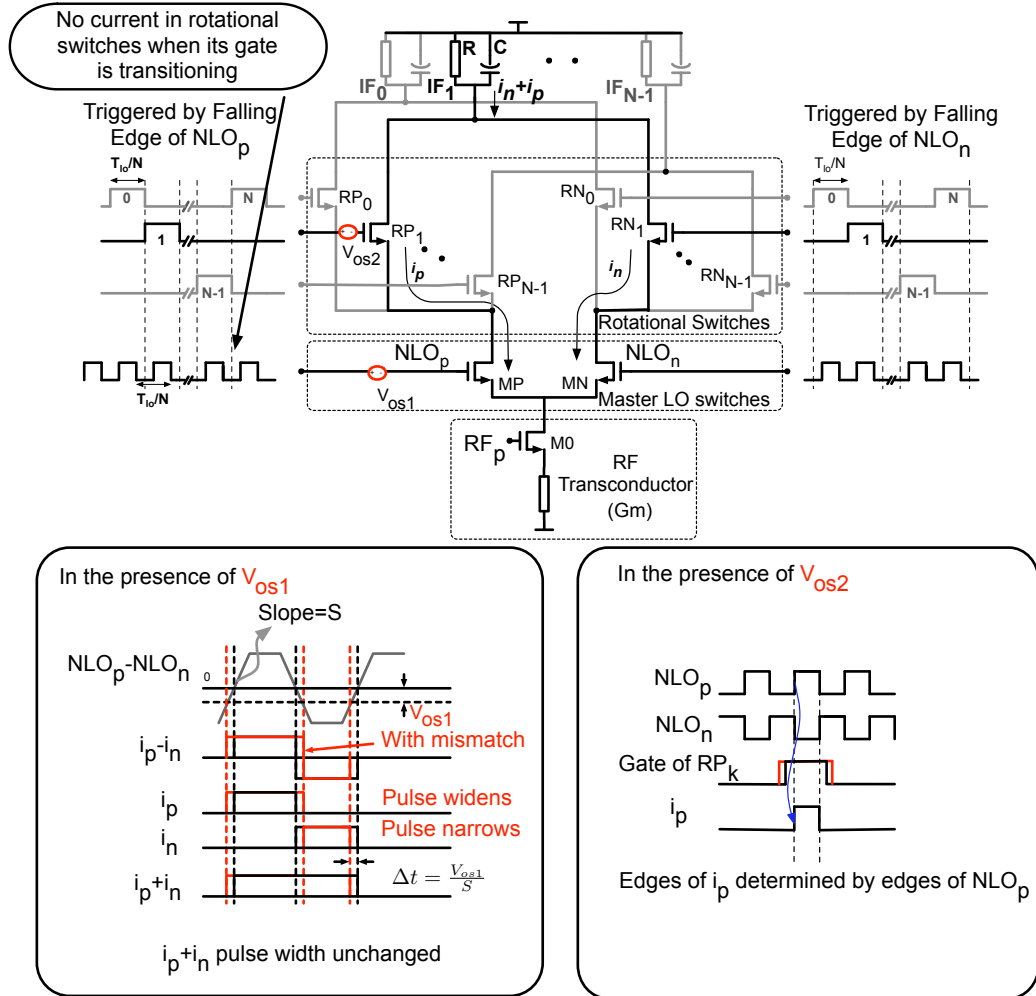 No current in rotational
switches when its gate
is transitioning
R
C
IF0
IF1
in+ip
IFN-1
Triggered by Falling
Edge of NLOp
Tlo/N
0
N
1
N-1
Tlo/N
RP0
RN0
RP1
RN1
Vos2
ip
in
RPN-1
RNN-1
Rotational Switches
Triggered by Falling
Edge of NLOn
Tlo/N
0
N
1
N-1
NLOp
NLOn
MP
MN
Vos1
Master LO switches
RFp
M0
RF
Transconductor
(Gm)
In the presence of Vos1
Slope=S
NLOp-NLOn
0
Vos1
ip-in
With mismatch
ip
Pulse widens
in
Pulse narrows
ip+in
Δt = Vos1/S
ip+in pulse width unchanged
In the presence of Vos2
NLOp
NLOn
Gate of RPk
ip
Edges of ip determined by edges of NLOp